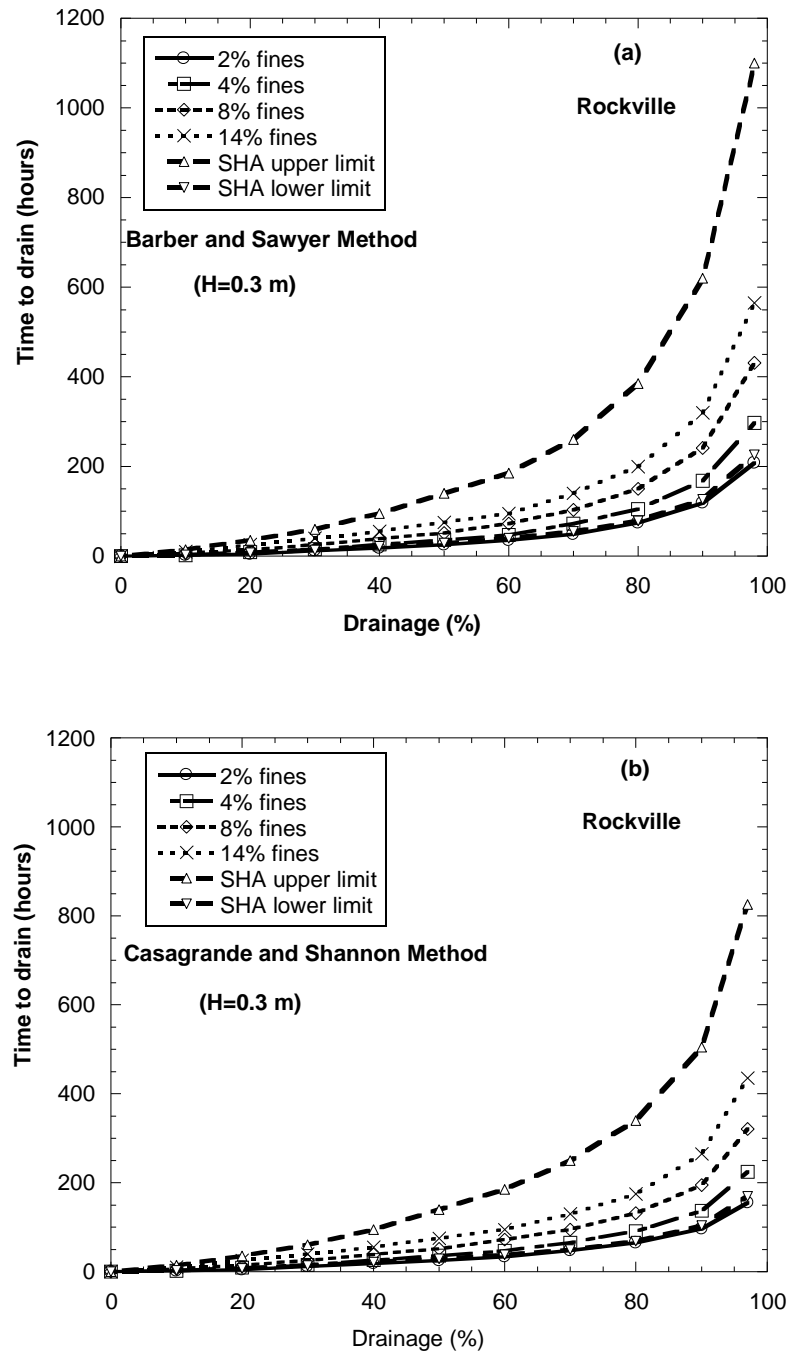 1200
1000
800
600
400
200
0
Time to drain (hours)
2% fines
4% fines
8% fines
14% fines
SHA upper limit
SHA lower limit
(a)
Rockville
Barber and Sawyer Method
(H=0.3 m)
0 20 40 60 80 100
Drainage (%)
1200
1000
800
600
400
200
0
Time to drain (hours)
2% fines
4% fines
8% fines
14% fines
SHA upper limit
SHA lower limit
(b)
Rockville
Casagrande and Shannon Method
(H=0.3 m)
0 20 40 60 80 100
Drainage (%)